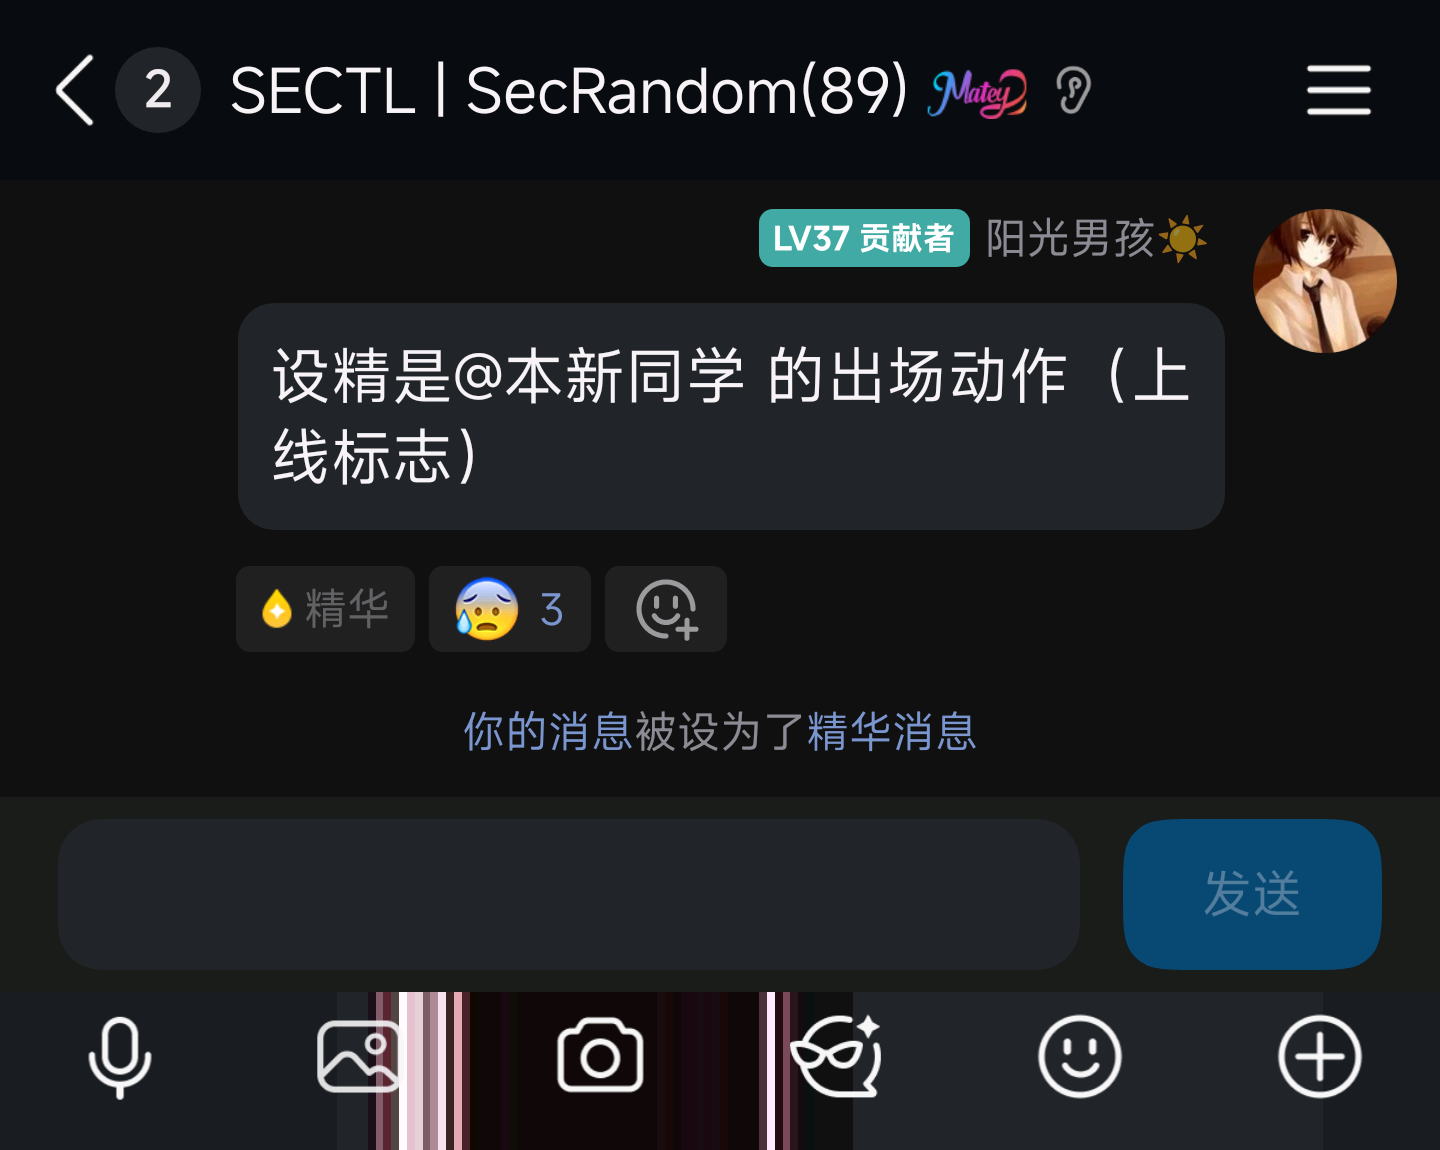 2
SECTL | SecRandom(89) Matey
LV37 贡献者 阳光男孩☀️
设精是@本新同学 的出场动作（上
线标志）
精华 😰 3
你的消息被设为了精华消息
发送